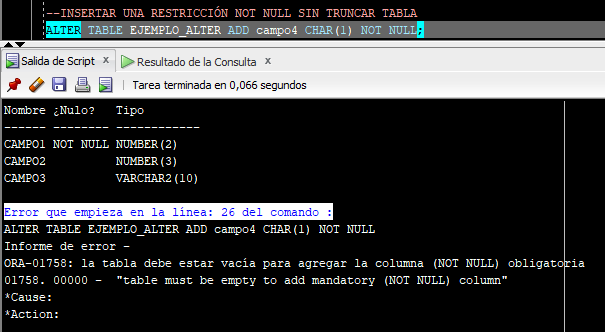 --INSERTAR UNA RESTRICCIÓN NOT NULL SIN TRUNCAR TABLA
ALTER TABLE EJEMPLO_ALTER ADD campo4 CHAR(1) NOT NULL;
Salida de Script x Resultado de la Consulta x
Tarea terminada en 0,066 segundos
Nombre ¿Nulo? Tipo
------ -------- ------------
CAMPO1 NOT NULL NUMBER(2)
CAMPO2 NUMBER(3)
CAMPO3 VARCHAR2(10)
Error que empieza en la línea: 26 del comando :
ALTER TABLE EJEMPLO_ALTER ADD campo4 CHAR(1) NOT NULL
Informe de error -
ORA-01758: la tabla debe estar vacía para agregar la columna (NOT NULL) obligatoria
01758. 00000 - "table must be empty to add mandatory (NOT NULL) column"
*Cause:
*Action: